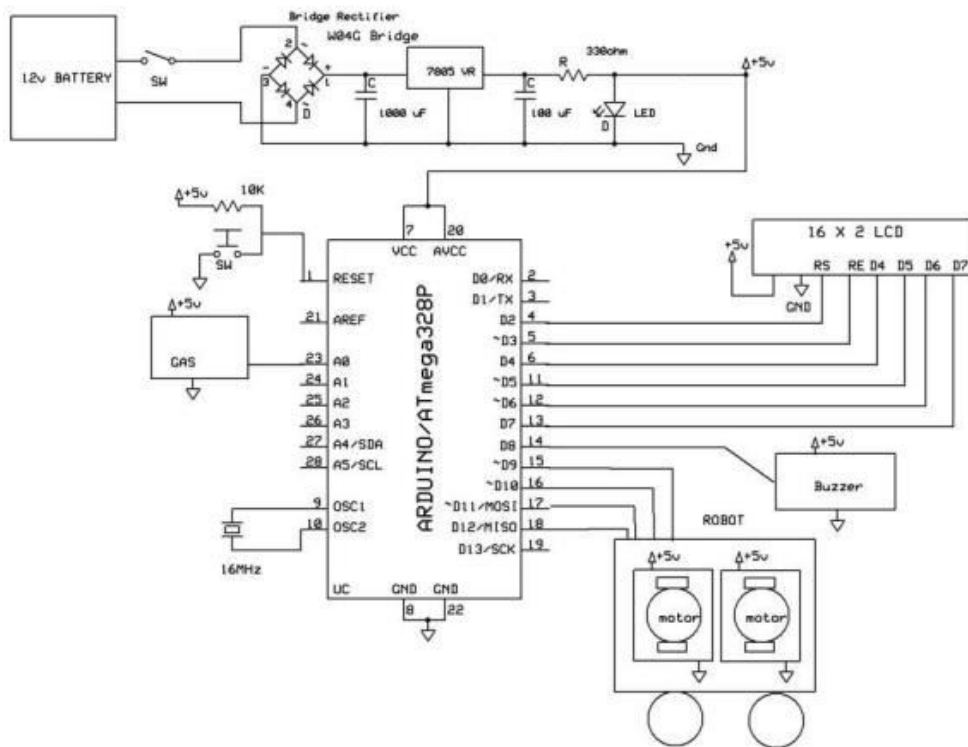 Bridge Rectifier
W04G Bridge
12v BATTERY
SW
2
~
-
3
+
1
4
~
D
C
1000 uF
7805 VR
C
100 uF
R
330ohm
D
LED
+5v
Gnd
+5v
10K
SW
7
20
VCC
AVCC
1
RESET
21
AREF
+5v
GAS
23
A0
24
A1
25
A2
26
A3
27
A4/SDA
28
A5/SCL
9
OSC1
10
OSC2
16MHz
UC
ARDUINO/ATmega328P
GND
GND
8
22
D0/RX
2
D1/TX
3
D2
4
~D3
5
D4
6
~D5
11
~D6
12
D7
13
D8
14
~D9
15
~D10
16
~D11/MOSI
17
D12/MISO
18
D13/SCK
19
16 X 2 LCD
+5v
RS
RE
D4
D5
D6
D7
GND
+5v
Buzzer
ROBOT
+5v
motor
+5v
motor